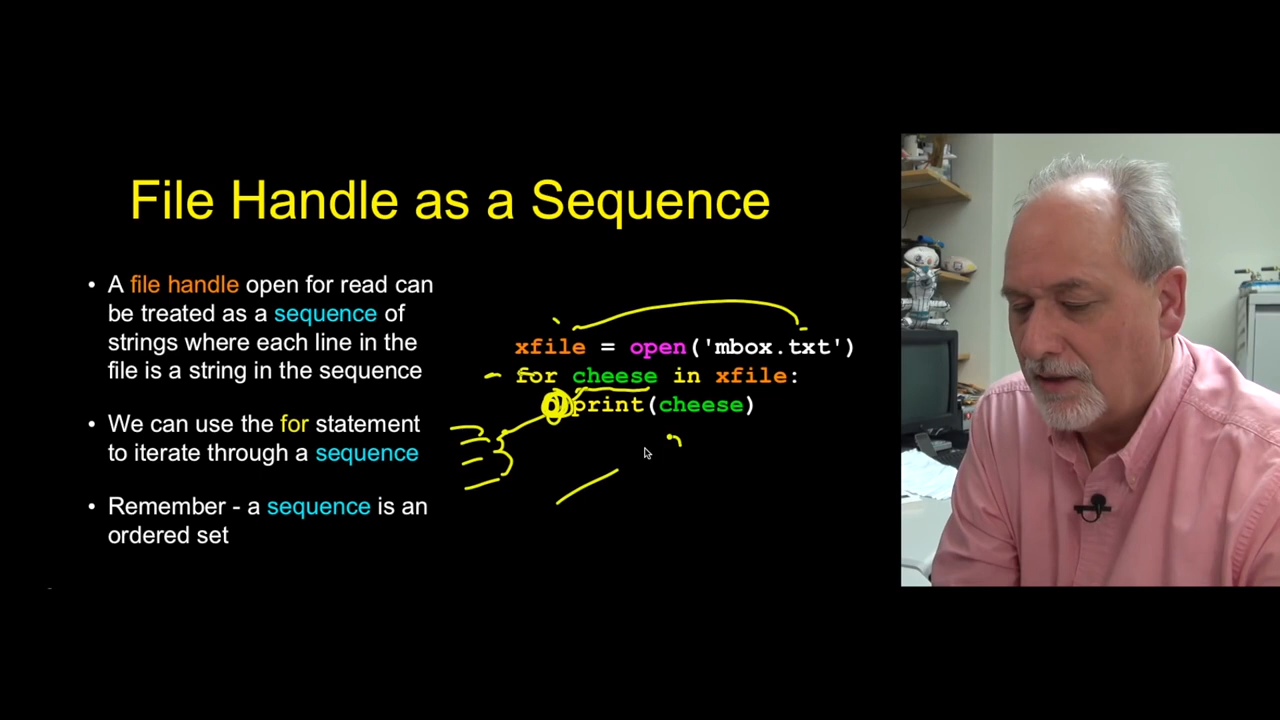 File Handle as a Sequence
• A file handle open for read can
be treated as a sequence of
strings where each line in the
file is a string in the sequence
• We can use the for statement
to iterate through a sequence
• Remember - a sequence is an
ordered set
xfile = open('mbox.txt')
for cheese in xfile:
print(cheese)